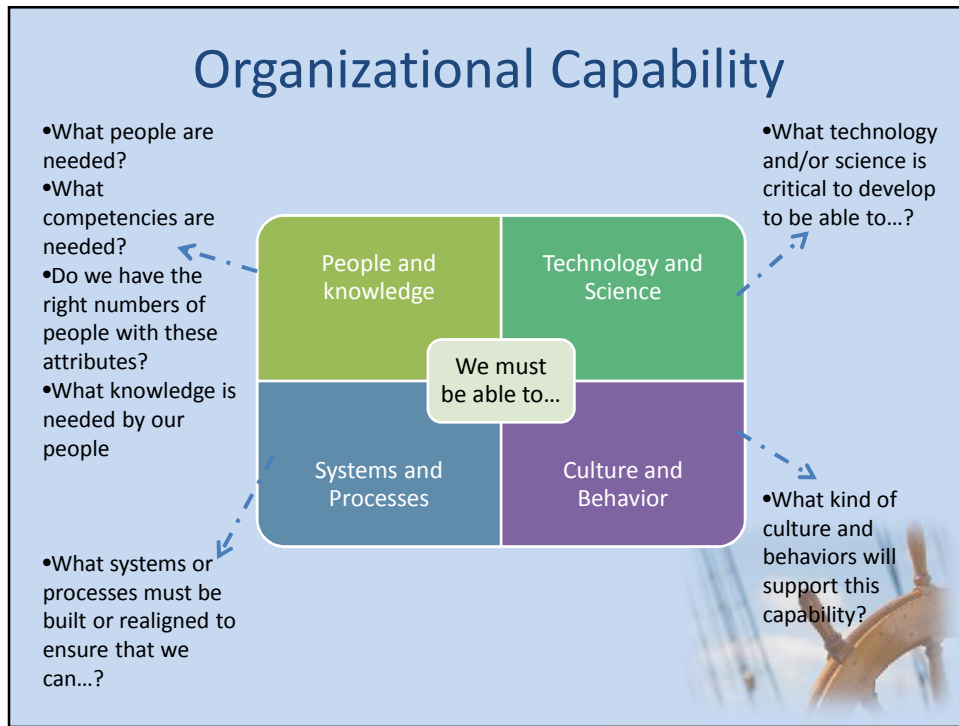 Organizational Capability
•What people are
needed?
•What
competencies are
needed?
•Do we have the
right numbers of
people with these
attributes?
•What knowledge is
needed by our
people
•What technology
and/or science is
critical to develop
to be able to…?
People and
knowledge
Technology and
Science
We must
be able to…
Systems and
Processes
Culture and
Behavior
•What systems or
processes must be
built or realigned to
ensure that we
can…?
•What kind of
culture and
behaviors will
support this
capability?